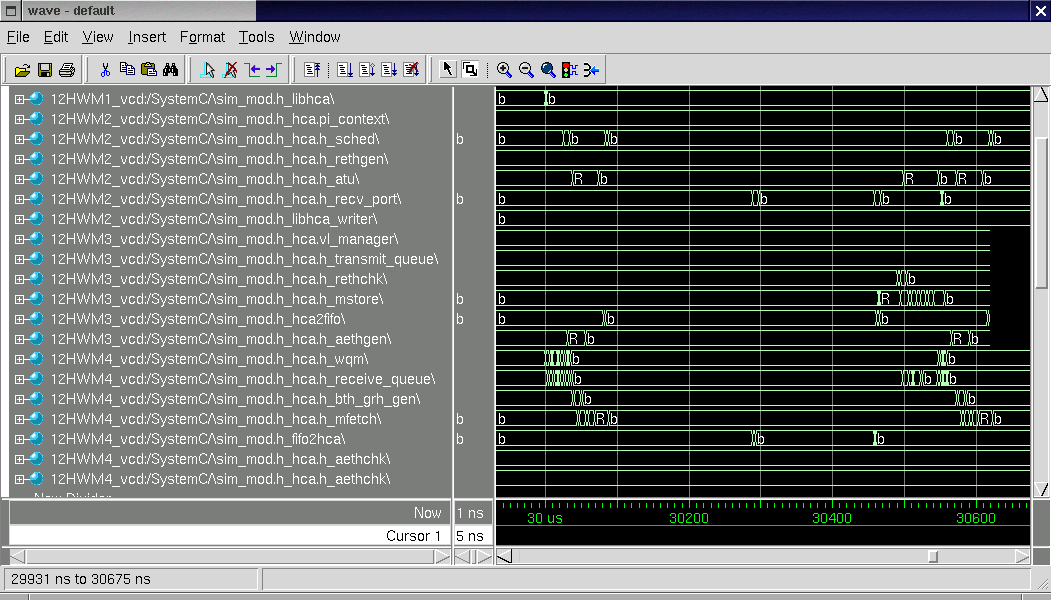 wave - default
File Edit View Insert Format Tools Window
12HWM1_vcd:/SystemC/\sim_mod.h_libhca\ b b
12HWM2_vcd:/SystemC/\sim_mod.h_hca.pi_context\
12HWM2_vcd:/SystemC/\sim_mod.h_hca.h_sched\ b b b b b b
12HWM2_vcd:/SystemC/\sim_mod.h_hca.h_rethgen\
12HWM2_vcd:/SystemC/\sim_mod.h_hca.h_atu\ R b R b R b
12HWM2_vcd:/SystemC/\sim_mod.h_hca.h_recv_port\ b b b b b
12HWM2_vcd:/SystemC/\sim_mod.h_libhca_writer\ b
12HWM3_vcd:/SystemC/\sim_mod.h_hca.vl_manager\
12HWM3_vcd:/SystemC/\sim_mod.h_hca.h_transmit_queue\
12HWM3_vcd:/SystemC/\sim_mod.h_hca.h_rethchk\ b
12HWM3_vcd:/SystemC/\sim_mod.h_hca.h_mstore\ b b R b
12HWM3_vcd:/SystemC/\sim_mod.h_hca2fifo\ b b b b
12HWM3_vcd:/SystemC/\sim_mod.h_hca.h_aethgen\ R b R b
12HWM4_vcd:/SystemC/\sim_mod.h_hca.h_wqm\ b b
12HWM4_vcd:/SystemC/\sim_mod.h_hca.h_receive_queue\ b b b
12HWM4_vcd:/SystemC/\sim_mod.h_hca.h_bth_grh_gen\ b b
12HWM4_vcd:/SystemC/\sim_mod.h_hca.h_mfetch\ b b R b R b
12HWM4_vcd:/SystemC/\sim_mod.h_fifo2hca\ b b b b
12HWM4_vcd:/SystemC/\sim_mod.h_hca.h_aethchk\
12HWM4_vcd:/SystemC/\sim_mod.h_hca.h_aethchk\
New Divider
Now 1 ns 30 us 30200 30400 30600
Cursor 1 5 ns
29931 ns to 30675 ns